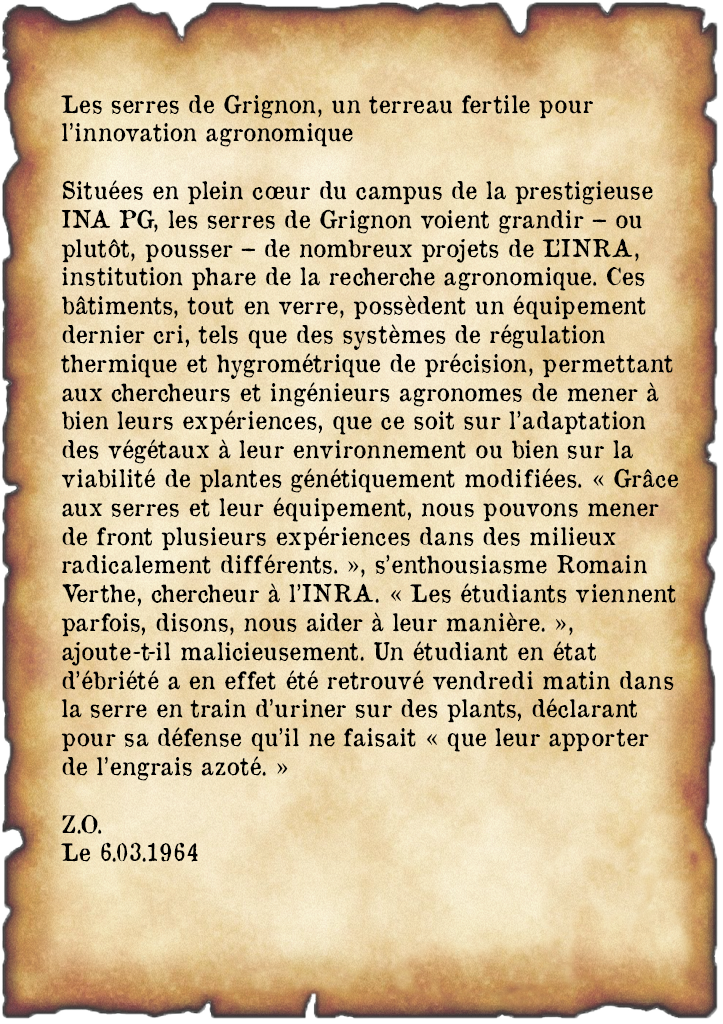 Les serres de Grignon, un terreau fertile pour
l'innovation agronomique
Situées en plein cœur du campus de la prestigieuse
INA PG, les serres de Grignon voient grandir – ou
plutôt, pousser – de nombreux projets de L'INRA,
institution phare de la recherche agronomique. Ces
bâtiments, tout en verre, possèdent un équipement
dernier cri, tels que des systèmes de régulation
thermique et hygrométrique de précision, permettant
aux chercheurs et ingénieurs agronomes de mener à
bien leurs expériences, que ce soit sur l'adaptation
des végétaux à leur environnement ou bien sur la
viabilité de plantes génétiquement modifiées. « Grâce
aux serres et leur équipement, nous pouvons mener
de front plusieurs expériences dans des milieux
radicalement différents. », s'enthousiasme Romain
Verthe, chercheur à l'INRA. « Les étudiants viennent
parfois, disons, nous aider à leur manière. »,
ajoute-t-il malicieusement. Un étudiant en état
d'ébriété a en effet été retrouvé vendredi matin dans
la serre en train d'uriner sur des plants, déclarant
pour sa défense qu'il ne faisait « que leur apporter
de l'engrais azoté. »
Z.O.
Le 6.03.1964